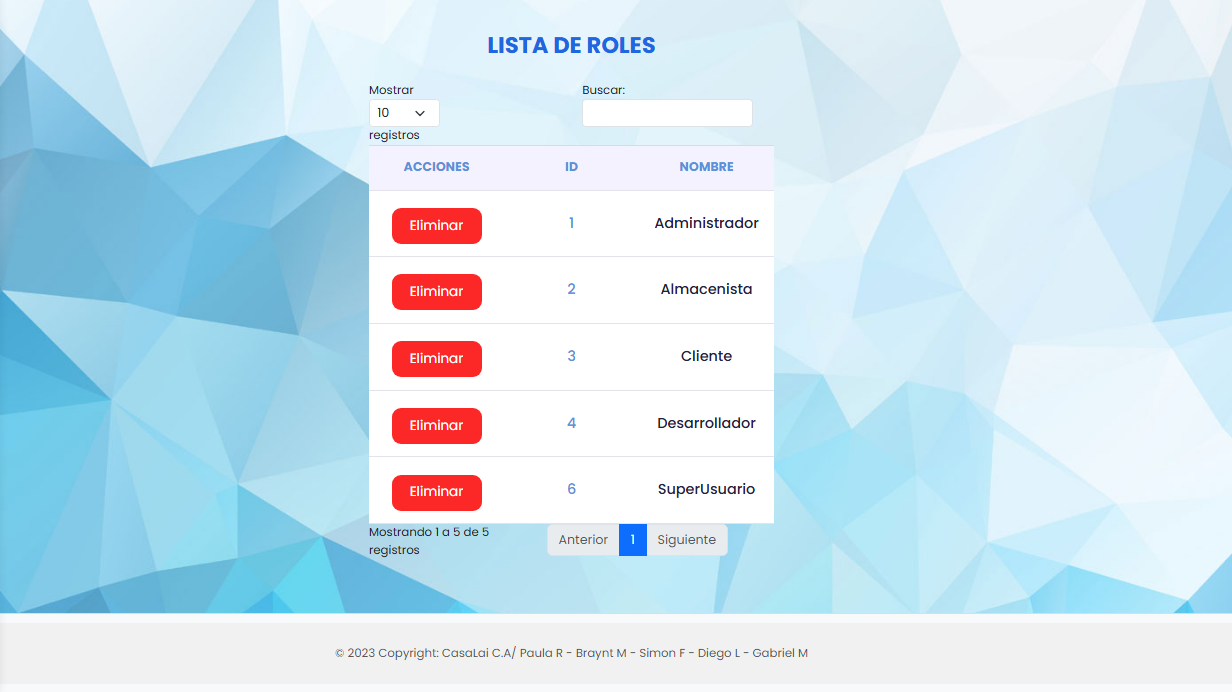 LISTA DE ROLES
Mostrar
10
registros
Buscar:
ACCIONES ID NOMBRE
Eliminar 1 Administrador
Eliminar 2 Almacenista
Eliminar 3 Cliente
Eliminar 4 Desarrollador
Eliminar 6 SuperUsuario
Mostrando 1 a 5 de 5
registros
Anterior 1 Siguiente
© 2023 Copyright: CasaLai C.A/ Paula R - Braynt M - Simon F - Diego L - Gabriel M